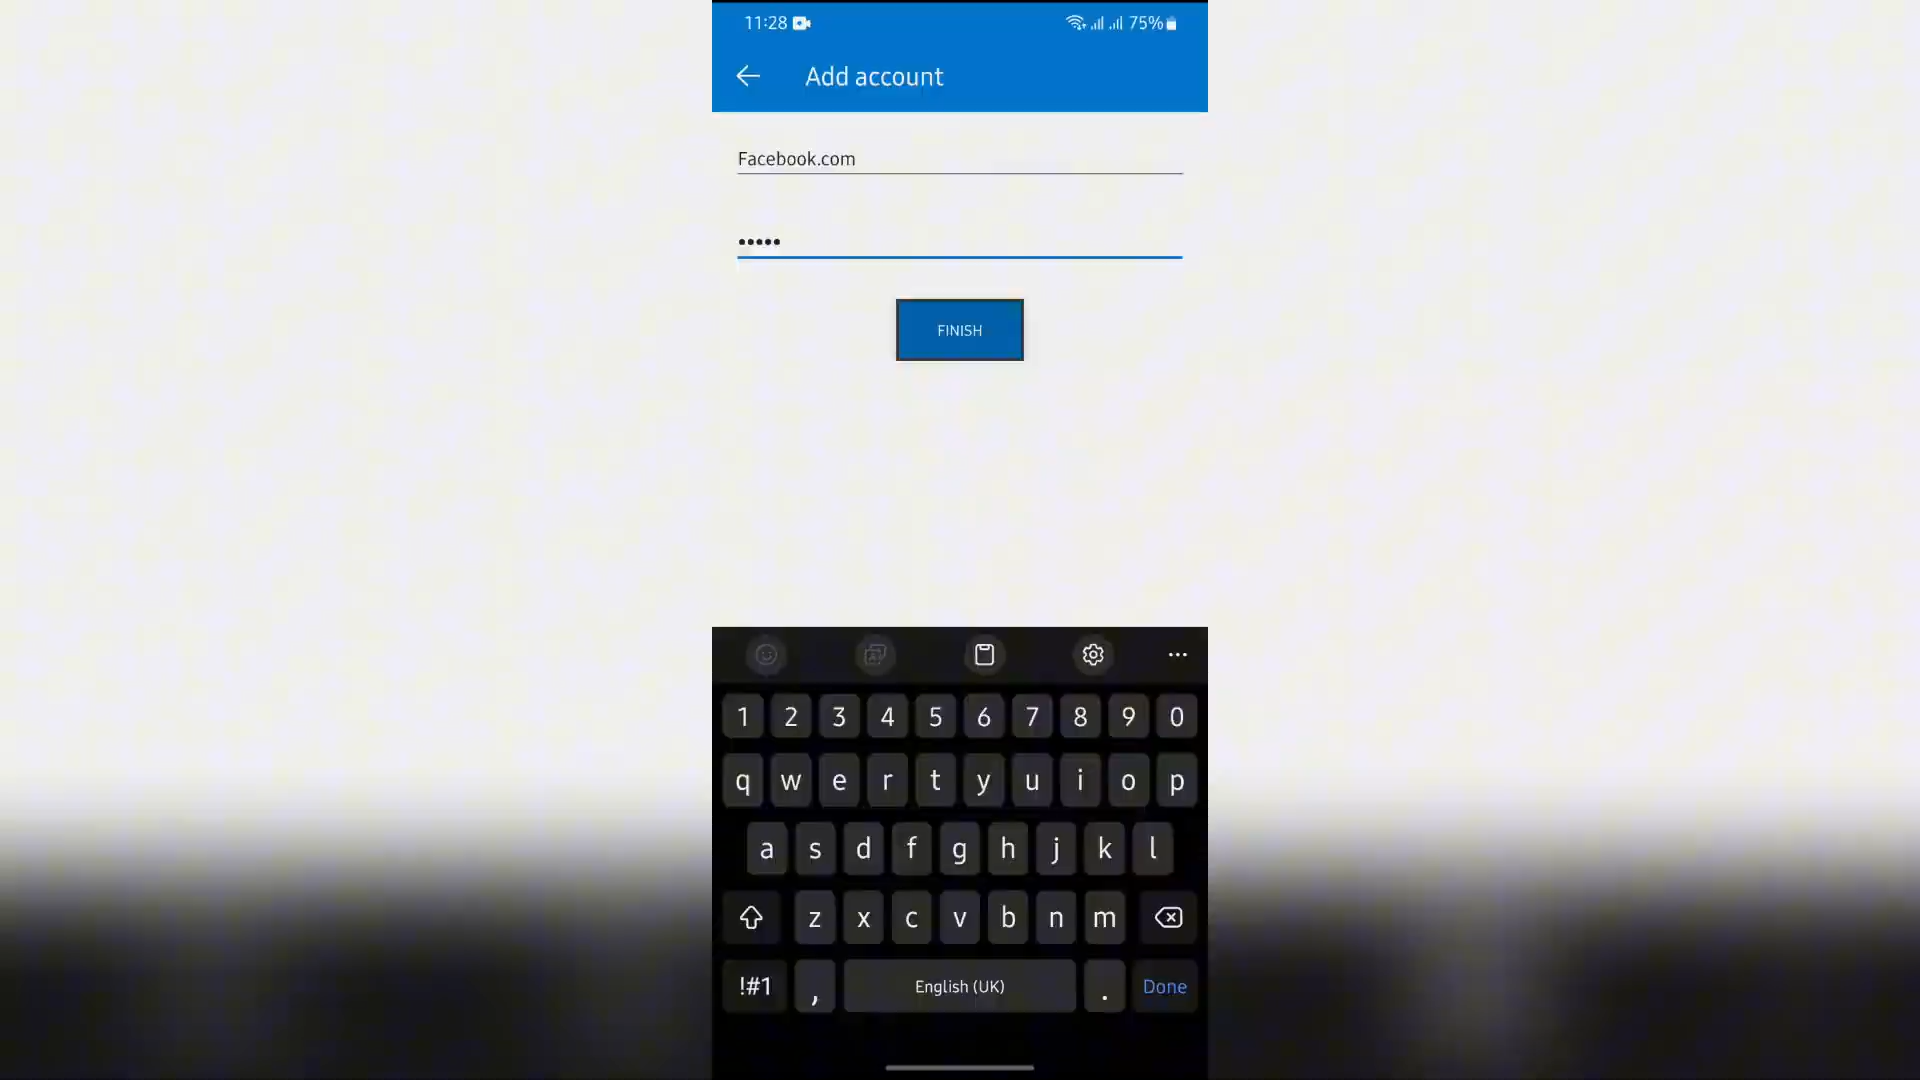 11:28 75%
Add account
Facebook.com
•••••
FINISH
1 2 3 4 5 6 7 8 9 0
q w e r t y u i o p
a s d f g h j k l
z x c v b n m
!#1 , English (UK) . Done